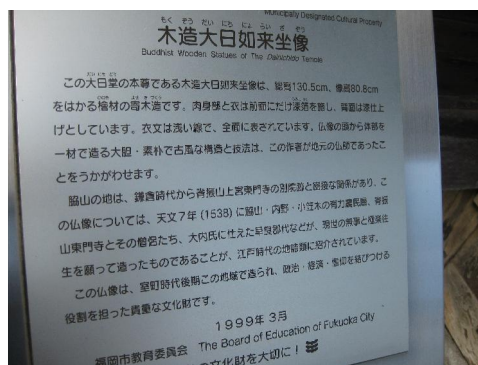 Municipally Designated Cultural Property
もく ぞう だい にち にょ らい ざ ぞう
木造大日如来坐像
Buddhist Wooden Statues of the Dainichido Temple
この大日堂の本尊である木造大日如来坐像は、総高130.5cm、像高80.8cm
をはかる檜材の寄木造です。肉身部と衣は前面にだけ漆箔を施し、背面は漆仕上
げとしています。衣文は浅い線で、全面に表されています。仏像の頭から体部を
一材で造る大胆・素朴で古風な構造と技法は、この作者が地元の仏師であったこ
とをうかがわせます。
脇山の地は、鎌倉時代から背振山上宮東門寺の別院と密接な関係があり、こ
の仏像については、天文7年(1538)に脇山・内野・小笠木の有力農民層、背振
山東門寺とその僧侶たち、大内氏に仕えた早良郡代などが、現世の無事と極楽往
生を願って造ったものであることが、江戸時代の地誌類に紹介されています。
この仏像は、室町時代後期この地域で造られ、政治・経済・信仰を結びつける
役割を担った貴重な文化財です。
1999年3月
福岡市教育委員会 The Board of Education of Fukuoka City
の文化財を大切に!